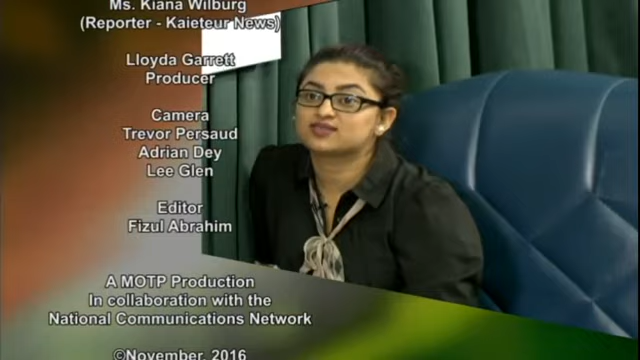 Ms. Kiana Wilburg
(Reporter - Kaieteur News)
Lloyda Garrett
Producer
Camera
Trevor Persaud
Adrian Dey
Lee Glen
Editor
Fizul Abrahim
A MOTP Production
In collaboration with the
National Communications Network
©November, 2016